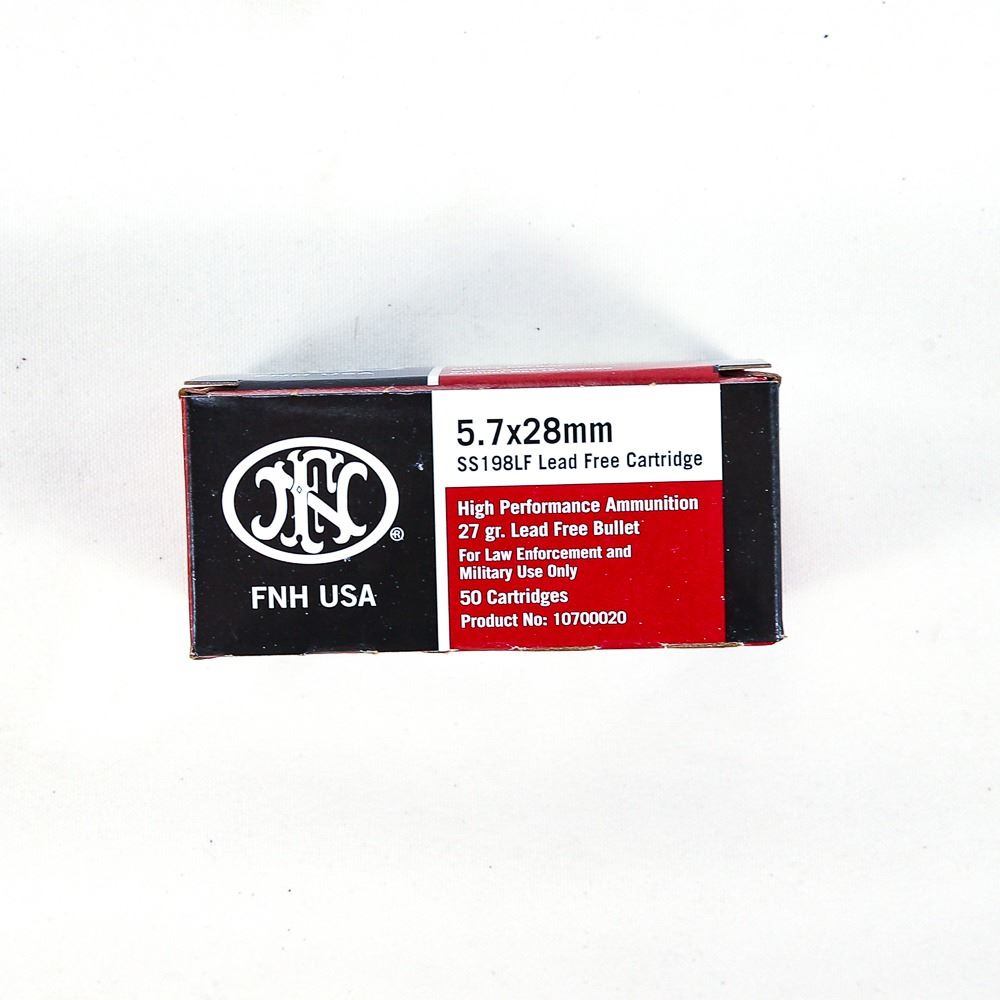 FN
®
FNH USA
5.7x28mm
SS198LF Lead Free Cartridge
High Performance Ammunition
27 gr. Lead Free Bullet
For Law Enforcement and
Military Use Only
50 Cartridges
Product No: 10700020